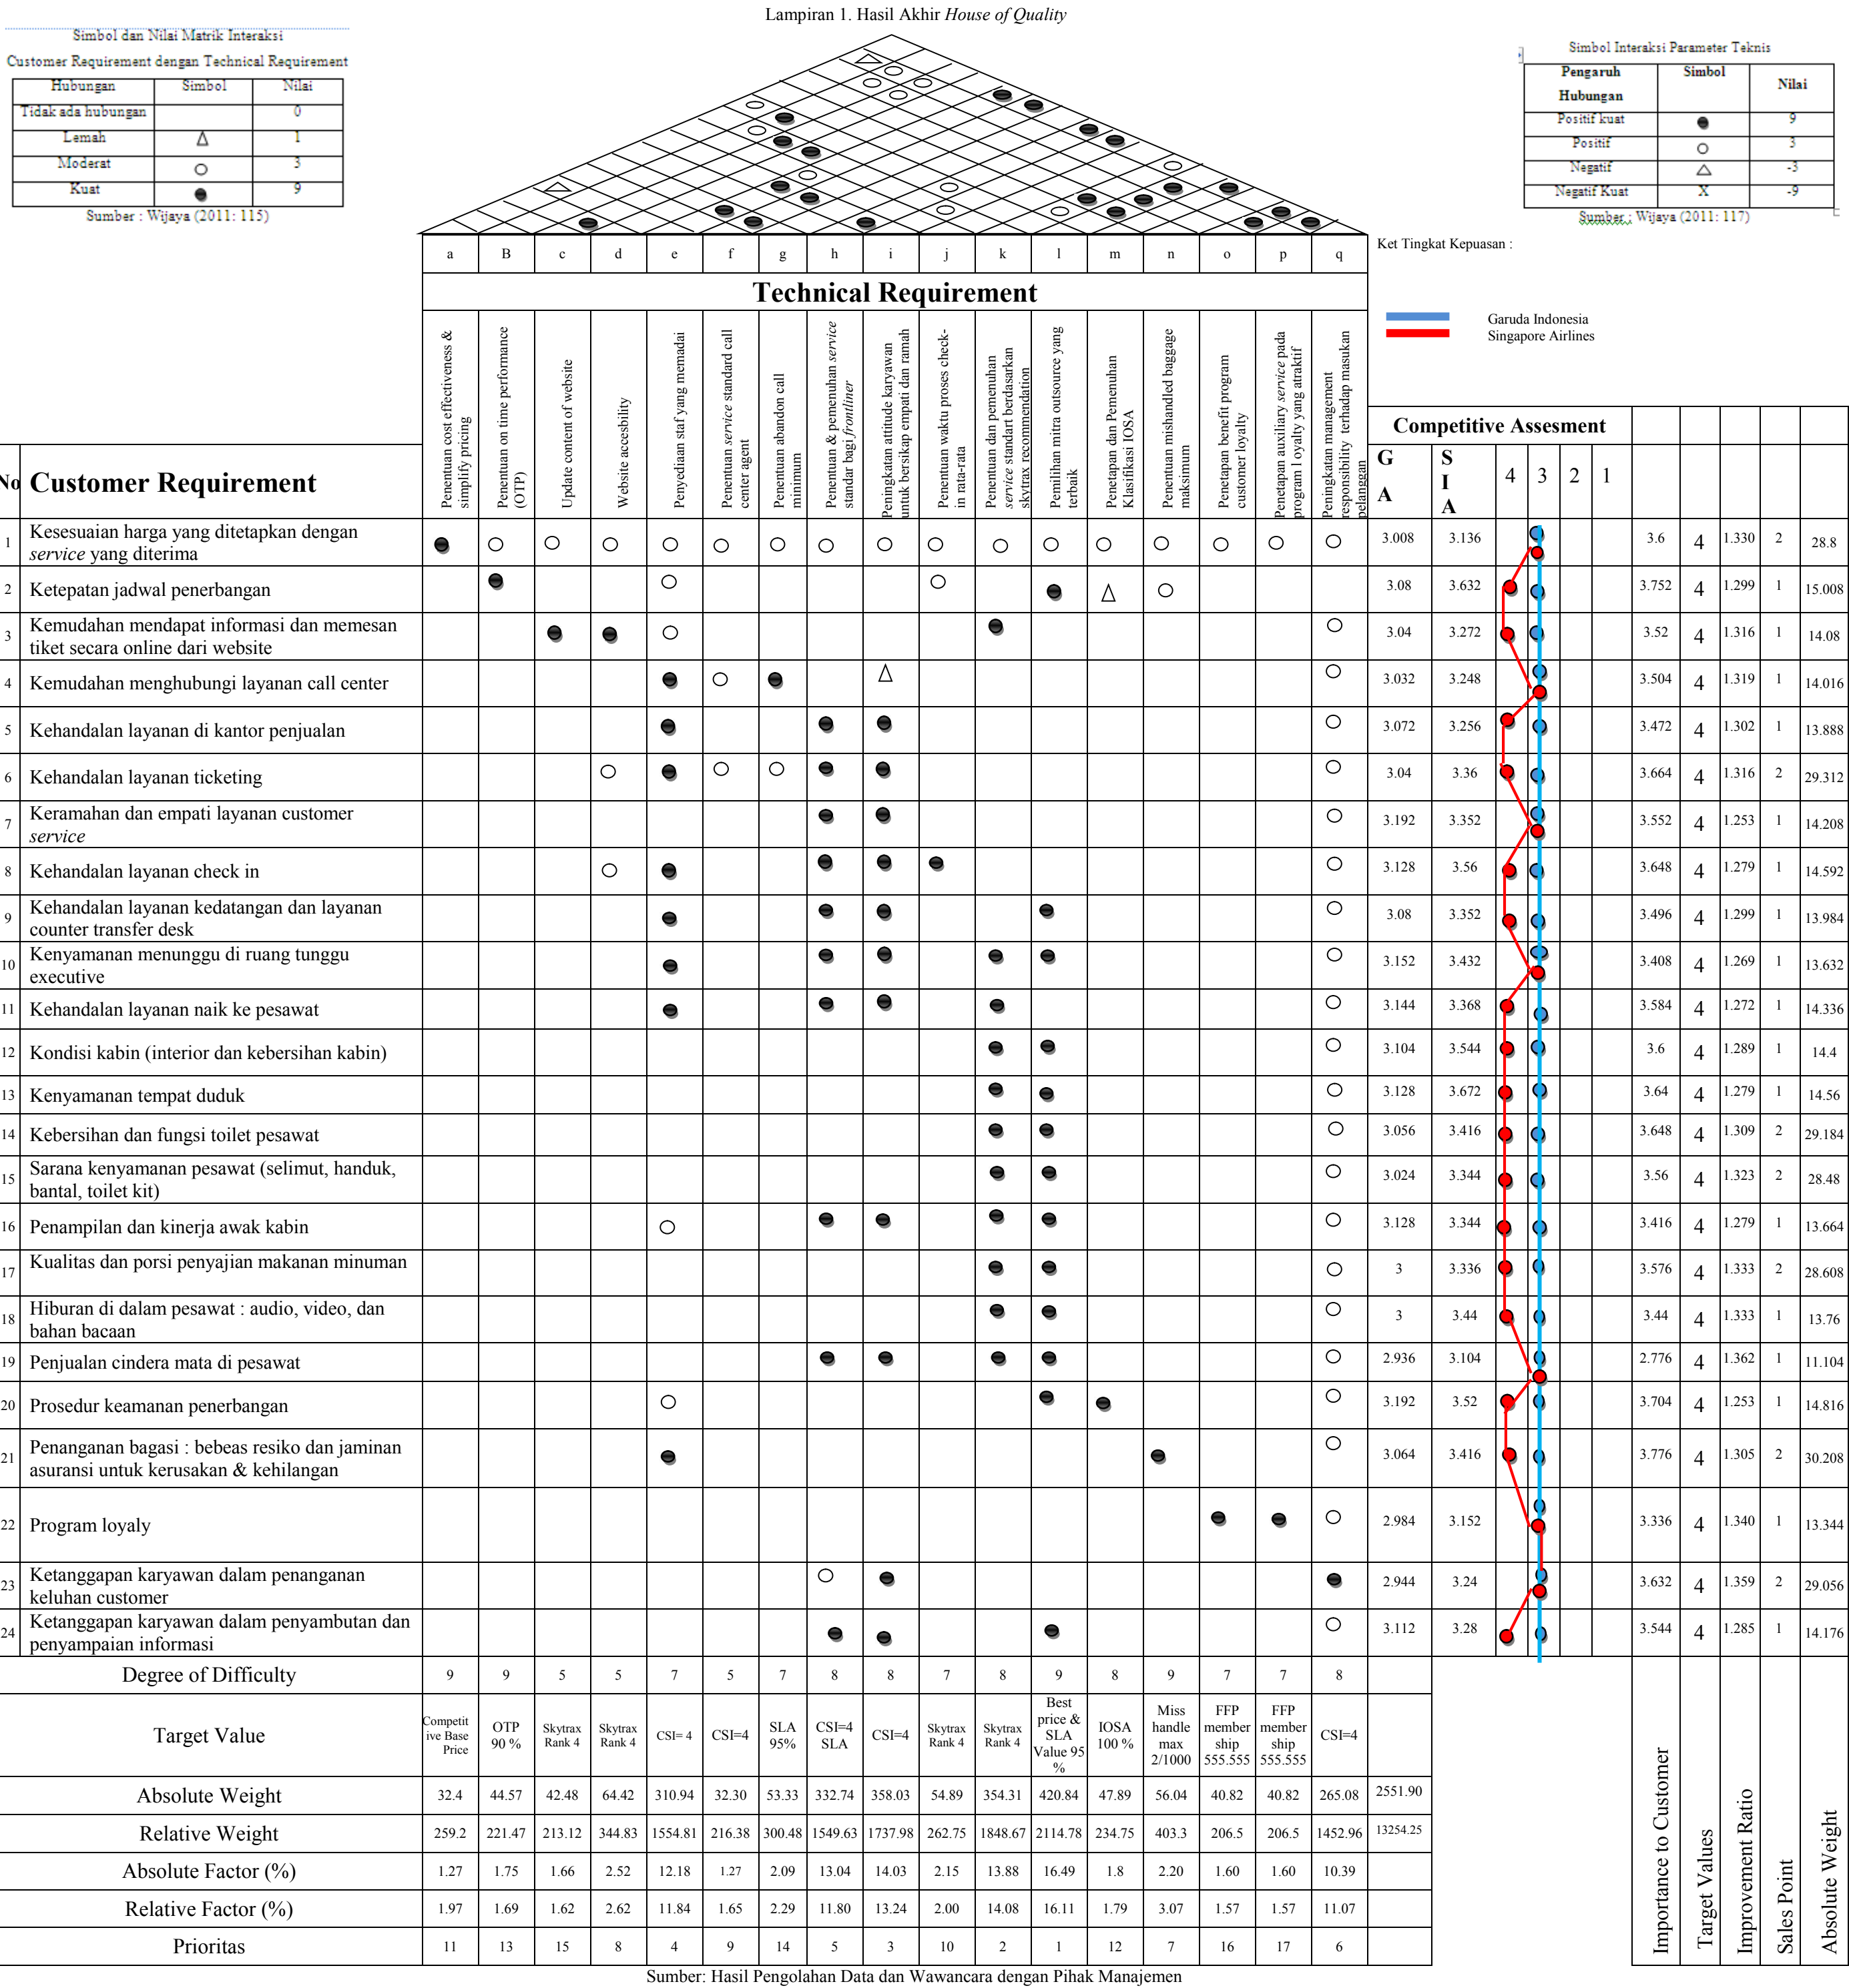 Lampiran 1. Hasil Akhir House of Quality
Simbol dan Nilai Matrik Interaksi
Customer Requirement dengan Technical Requirement
Hubungan Simbol Nilai
Tidak ada hubungan 0
Lemah △ 1
Moderat ○ 3
Kuat ● 9
Sumber : Wijaya (2011: 115)
Simbol Interaksi Parameter Teknis
Pengaruh Hubungan Simbol Nilai
Positif kuat ● 9
Positif ○ 3
Negatif △ -3
Negatif Kuat X -9
Sumber : Wijaya (2011: 117)
Ket Tingkat Kepuasan :
Garuda Indonesia
Singapore Airlines
a B c d e f g h i j k l m n o p q
Technical Requirement
Penentuan cost effectiveness &
simplify pricing
Penentuan on time performance
(OTP)
Update content of website
Website accesbility
Penyediaan staf yang memadai
Penentuan service standard call
center agent
Penentuan abandon call
minimum
Penentuan & pemenuhan service
standar bagi frontliner
Peningkatan attitude karyawan
untuk bersikap empati dan ramah
Penentuan waktu proses check-
in rata-rata
Penentuan dan pemenuhan
service standart berdasarkan
skytrax recommendation
Pemilihan mitra outsource yang
terbaik
Penetapan dan Pemenuhan
Klasifikasi IOSA
Penentuan mishandled baggage
maksimum
Penetapan benefit program
customer loyalty
Penetapan auxiliary service pada
program l oyalty yang atraktif
Peningkatan management
responsibility terhadap masukan
pelanggan
Competitive Assesment
No Customer Requirement
G A
S I A
4 3 2 1
1 Kesesuaian harga yang ditetapkan dengan
service yang diterima
3.008 3.136 3.6 4 1.330 2 28.8
2 Ketepatan jadwal penerbangan 3.08 3.632 3.752 4 1.299 1 15.008
3 Kemudahan mendapat informasi dan memesan
tiket secara online dari website
3.04 3.272 3.52 4 1.316 1 14.08
4 Kemudahan menghubungi layanan call center 3.032 3.248 3.504 4 1.319 1 14.016
5 Kehandalan layanan di kantor penjualan 3.072 3.256 3.472 4 1.302 1 13.888
6 Kehandalan layanan ticketing 3.04 3.36 3.664 4 1.316 2 29.312
7 Keramahan dan empati layanan customer
service
3.192 3.352 3.552 4 1.253 1 14.208
8 Kehandalan layanan check in 3.128 3.56 3.648 4 1.279 1 14.592
9 Kehandalan layanan kedatangan dan layanan
counter transfer desk
3.08 3.352 3.496 4 1.299 1 13.984
10 Kenyamanan menunggu di ruang tunggu
executive
3.152 3.432 3.408 4 1.269 1 13.632
11 Kehandalan layanan naik ke pesawat 3.144 3.368 3.584 4 1.272 1 14.336
12 Kondisi kabin (interior dan kebersihan kabin) 3.104 3.544 3.6 4 1.289 1 14.4
13 Kenyamanan tempat duduk 3.128 3.672 3.64 4 1.279 1 14.56
14 Kebersihan dan fungsi toilet pesawat 3.056 3.416 3.648 4 1.309 2 29.184
15 Sarana kenyamanan pesawat (selimut, handuk,
bantal, toilet kit)
3.024 3.344 3.56 4 1.323 2 28.48
16 Penampilan dan kinerja awak kabin 3.128 3.344 3.416 4 1.279 1 13.664
17 Kualitas dan porsi penyajian makanan minuman 3 3.336 3.576 4 1.333 2 28.608
18 Hiburan di dalam pesawat : audio, video, dan
bahan bacaan
3 3.44 3.44 4 1.333 1 13.76
19 Penjualan cindera mata di pesawat 2.936 3.104 2.776 4 1.362 1 11.104
20 Prosedur keamanan penerbangan 3.192 3.52 3.704 4 1.253 1 14.816
21 Penanganan bagasi : bebeas resiko dan jaminan
asuransi untuk kerusakan & kehilangan
3.064 3.416 3.776 4 1.305 2 30.208
22 Program loyaly 2.984 3.152 3.336 4 1.340 1 13.344
23 Ketanggapan karyawan dalam penanganan
keluhan customer
2.944 3.24 3.632 4 1.359 2 29.056
24 Ketanggapan karyawan dalam penyambutan dan
penyampaian informasi
3.112 3.28 3.544 4 1.285 1 14.176
Degree of Difficulty 9 9 5 5 7 5 7 8 8 7 8 9 8 9 7 7 8
Target Value
Competit ive Base Price
OTP 90 %
Skytrax Rank 4
Skytrax Rank 4
CSI= 4
CSI=4
SLA 95%
CSI=4 SLA
CSI=4
Skytrax Rank 4
Skytrax Rank 4
Best price & SLA Value 95 %
IOSA 100 %
Miss handle max 2/1000
FFP member ship 555.555
FFP member ship 555.555
CSI=4
Absolute Weight 32.4 44.57 42.48 64.42 310.94 32.30 53.33 332.74 358.03 54.89 354.31 420.84 47.89 56.04 40.82 40.82 265.08 2551.90
Relative Weight 259.2 221.47 213.12 344.83 1554.81 216.38 300.48 1549.63 1737.98 262.75 1848.67 2114.78 234.75 403.3 206.5 206.5 1452.96 13254.25
Absolute Factor (%) 1.27 1.75 1.66 2.52 12.18 1.27 2.09 13.04 14.03 2.15 13.88 16.49 1.8 2.20 1.60 1.60 10.39
Relative Factor (%) 1.97 1.69 1.62 2.62 11.84 1.65 2.29 11.80 13.24 2.00 14.08 16.11 1.79 3.07 1.57 1.57 11.07
Prioritas 11 13 15 8 4 9 14 5 3 10 2 1 12 7 16 17 6
Importance to Customer
Target Values
Improvement Ratio
Sales Point
Absolute Weight
Sumber: Hasil Pengolahan Data dan Wawancara dengan Pihak Manajemen